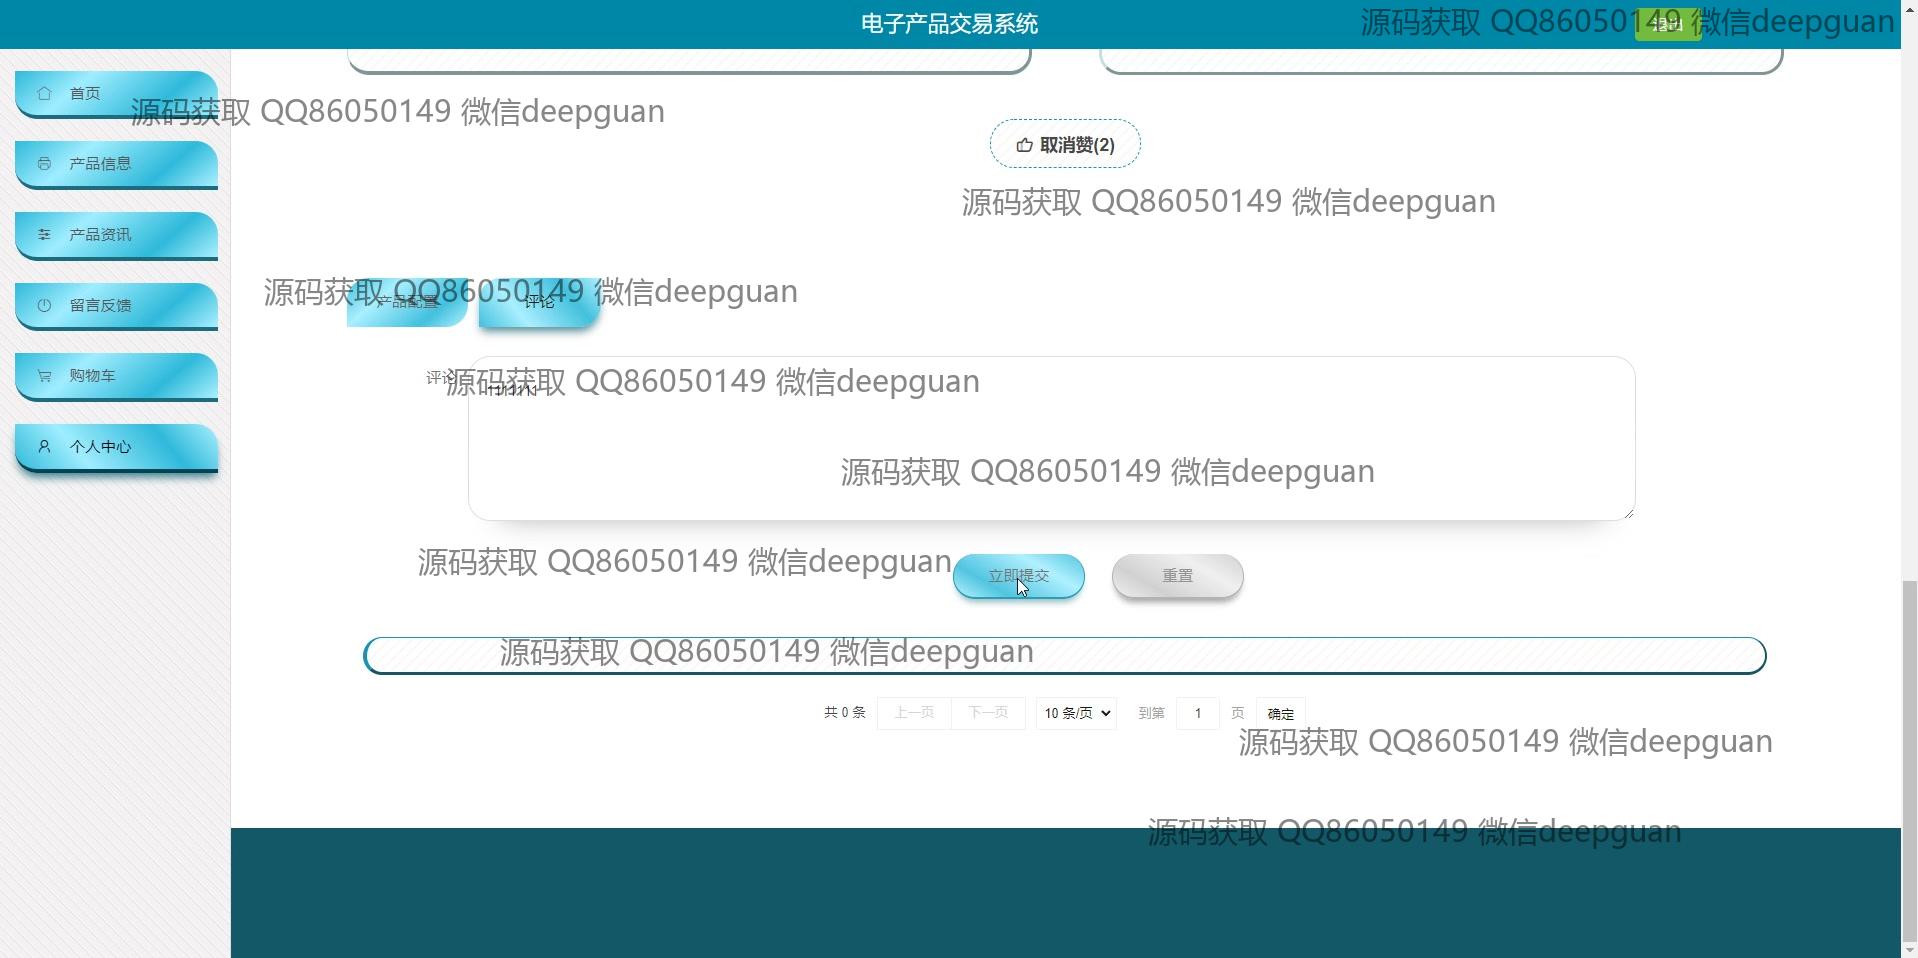 电子产品交易系统
退出
源码获取 QQ86050149 微信deepguan
首页
源码获取 QQ86050149 微信deepguan
取消赞(2)
产品信息
源码获取 QQ86050149 微信deepguan
产品资讯
源码获取 QQ86050149 微信deepguan
产品配置
评论
留言反馈
购物车
评论
源码获取 QQ86050149 微信deepguan
个人中心
源码获取 QQ86050149 微信deepguan
源码获取 QQ86050149 微信deepguan
立即提交
重置
源码获取 QQ86050149 微信deepguan
共 0 条 上一页 下一页 10 条/页 到第 1 页 确定
源码获取 QQ86050149 微信deepguan
源码获取 QQ86050149 微信deepguan